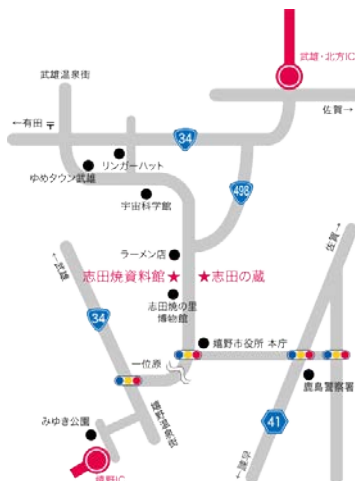 武雄・北方IC
武雄温泉街
佐賀→
←有田
34
リンガーハット
ゆめタウン武雄
498
宇宙科学館
佐賀→
ラーメン店
←武雄
志田焼資料館★ ★志田の蔵
志田焼の里
博物館
34
嬉野市役所 本庁
一位原
鹿島警察署
嬉野温泉街
みゆき公園
41
←諫早
嬉野IC